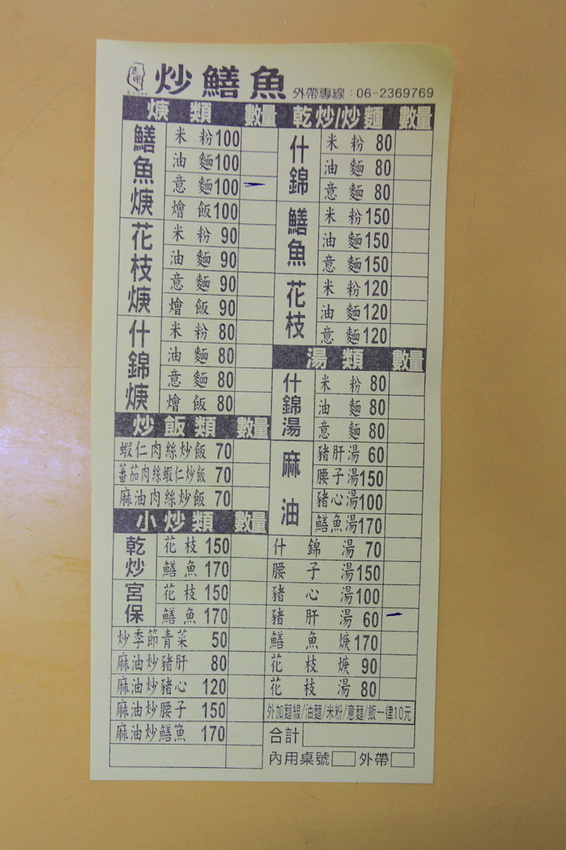 炒鱔魚 外帶專線：06-2369769
焿類 數量
鱔魚焿
米粉100
油麵100
意麵100
燴飯100
花枝焿
米粉 90
油麵 90
意麵 90
燴飯 90
什錦焿
米粉 80
油麵 80
意麵 80
燴飯 80
炒飯類 數量
蝦仁肉絲炒飯 70
蕃茄肉絲蝦仁炒飯 70
麻油肉絲炒飯 70
小炒類 數量
乾炒
花枝 150
鱔魚 170
宮保
花枝 150
鱔魚 170
炒季節青菜 50
麻油炒豬肝 80
麻油炒豬心 120
麻油炒腰子 150
麻油炒鱔魚 170
乾炒/炒麵 數量
什錦
米粉 80
油麵 80
意麵 80
鱔魚
米粉150
油麵150
意麵150
花枝
米粉120
油麵120
意麵120
湯類 數量
什錦湯
米粉 80
油麵 80
意麵 80
麻油
豬肝湯 60
腰子湯150
豬心湯100
鱔魚湯170
什錦湯 70
腰子湯150
豬心湯100
豬肝湯 60
鱔魚焿170
花枝焿 90
花枝湯 80
外加麵線/油麵/米粉/意麵/飯一律10元
合計
內用桌號 外帶